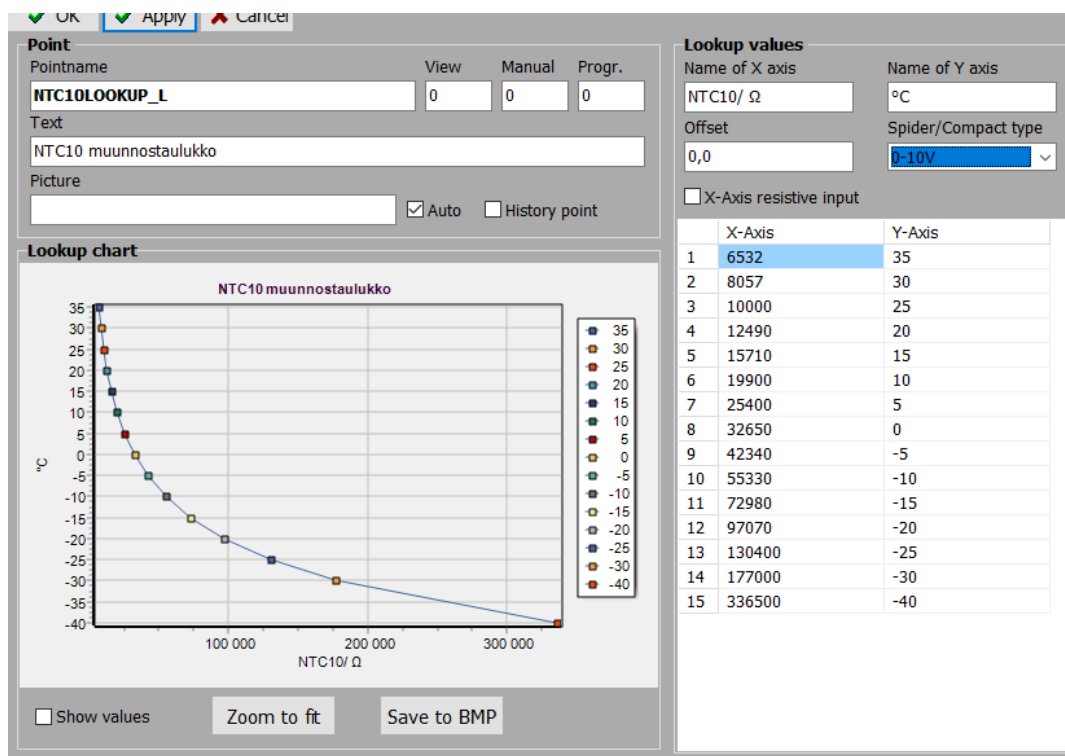 OK Apply Cancel
Point
Pointname View Manual Progr.
NTC10LOOKUP_L 0 0 0
Text
NTC10 muunnostaulukko
Picture
Auto History point
Lookup chart
NTC10 muunnostaulukko
35
30
25
20
15
10
5
0
-5
-10
-15
-20
-25
-30
-35
-40
ºC
100 000 200 000 300 000
NTC10/ Ω
35
30
25
20
15
10
5
0
-5
-10
-15
-20
-25
-30
-40
Show values Zoom to fit Save to BMP
Lookup values
Name of X axis Name of Y axis
NTC10/ Ω ºC
Offset Spider/Compact type
0,0 0-10V
X-Axis resistive input
X-Axis Y-Axis
1 6532 35
2 8057 30
3 10000 25
4 12490 20
5 15710 15
6 19900 10
7 25400 5
8 32650 0
9 42340 -5
10 55330 -10
11 72980 -15
12 97070 -20
13 130400 -25
14 177000 -30
15 336500 -40